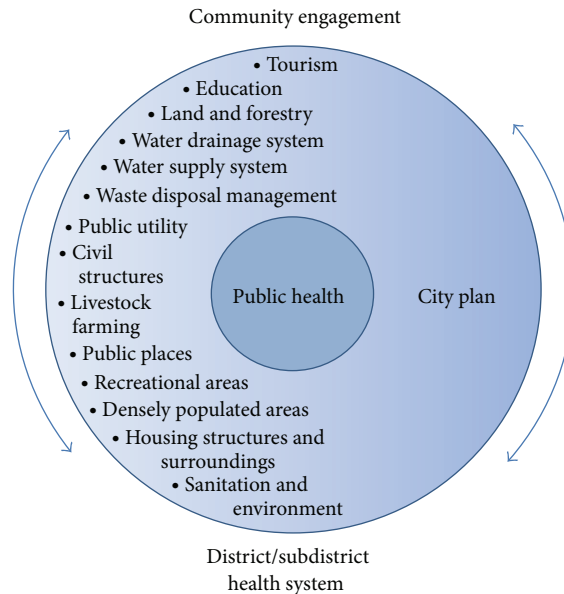 Community engagement
• Tourism
• Education
• Land and forestry
• Water drainage system
• Water supply system
• Waste disposal management
• Public utility
• Civil
structures
• Livestock
farming
• Public places
• Recreational areas
• Densely populated areas
• Housing structures and
surroundings
• Sanitation and
environment
Public health
City plan
District/subdistrict
health system